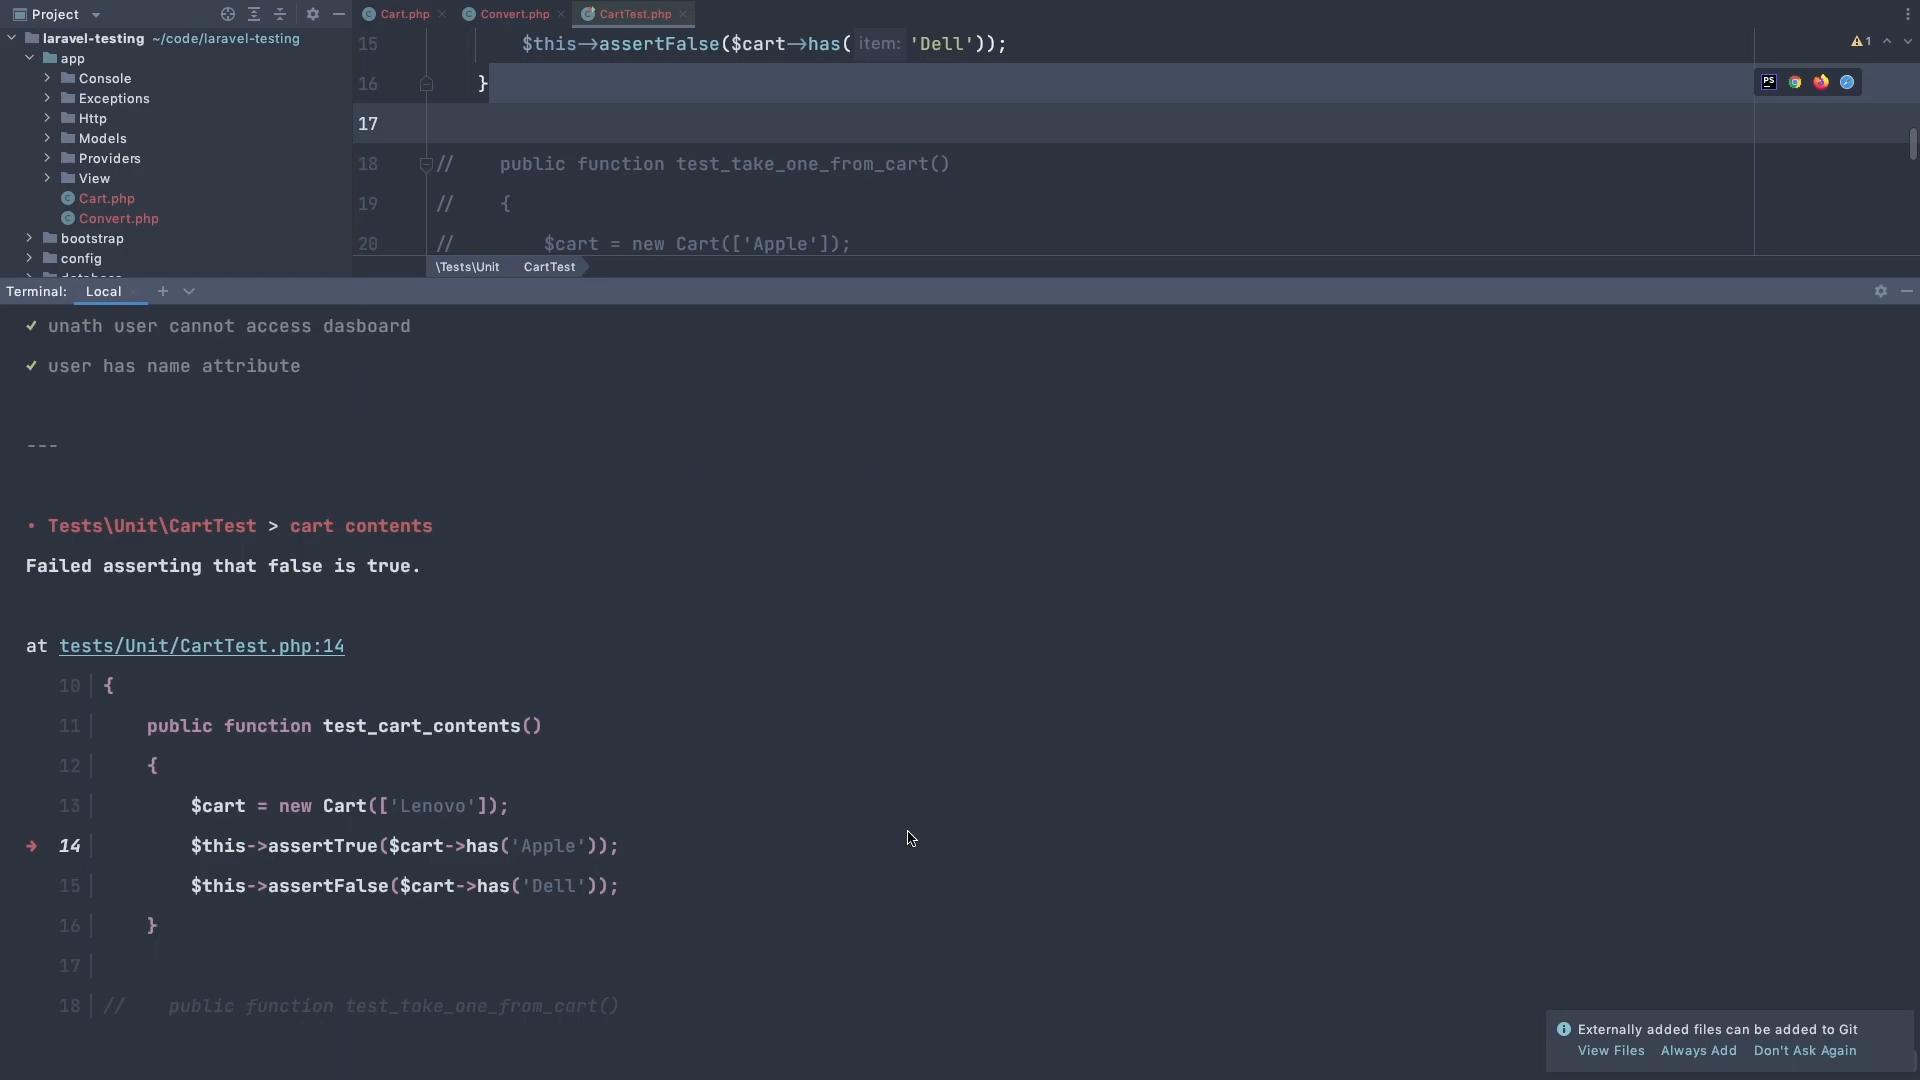 Project
Cart.php
Convert.php
CartTest.php
laravel-testing ~/code/laravel-testing
app
Console
Exceptions
Http
Models
Providers
View
Cart.php
Convert.php
bootstrap
config
database
15 $this->assertFalse($cart->has( item: 'Dell'));
16 }
17
18 // public function test_take_one_from_cart()
19 // {
20 // $cart = new Cart(['Apple']);
1
PS
\Tests\Unit CartTest
Terminal: Local
✓ unath user cannot access dasboard
✓ user has name attribute
---
• Tests\Unit\CartTest > cart contents
Failed asserting that false is true.
at tests/Unit/CartTest.php:14
10| {
11| public function test_cart_contents()
12| {
13| $cart = new Cart(['Lenovo']);
➜ 14| $this->assertTrue($cart->has('Apple'));
15| $this->assertFalse($cart->has('Dell'));
16| }
17|
18| // public function test_take_one_from_cart()
Externally added files can be added to Git
View Files Always Add Don't Ask Again